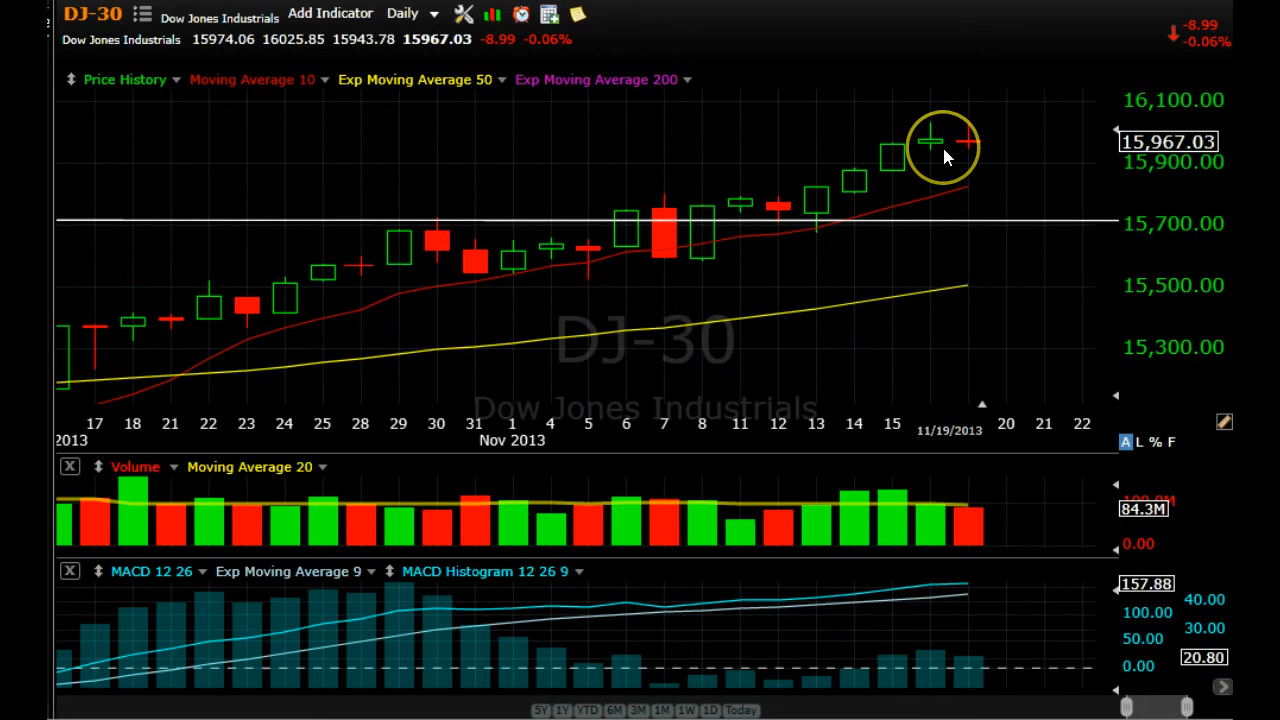 DJ-30 Dow Jones Industrials Add Indicator Daily
Dow Jones Industrials 15974.06 16025.85 15943.78 15967.03 -8.99 -0.06%
-8.99
-0.06%
Price History Moving Average 10 Exp Moving Average 50 Exp Moving Average 200
16,100.00
15,967.03
15,900.00
15,700.00
15,500.00
15,300.00
DJ-30
Dow Jones Industrials
17 18 21 22 23 24 25 28 29 30 31 1 4 5 6 7 8 11 12 13 14 15 11/19/2013 20 21 22
2013 Nov 2013
A L % F
X Volume Moving Average 20
84.3M
0.00
X MACD 12 26 Exp Moving Average 9 MACD Histogram 12 26 9
157.88
40.00
100.00
30.00
50.00
20.80
0.00
5Y 1Y YTD 6M 3M 1M 1W 1D Today